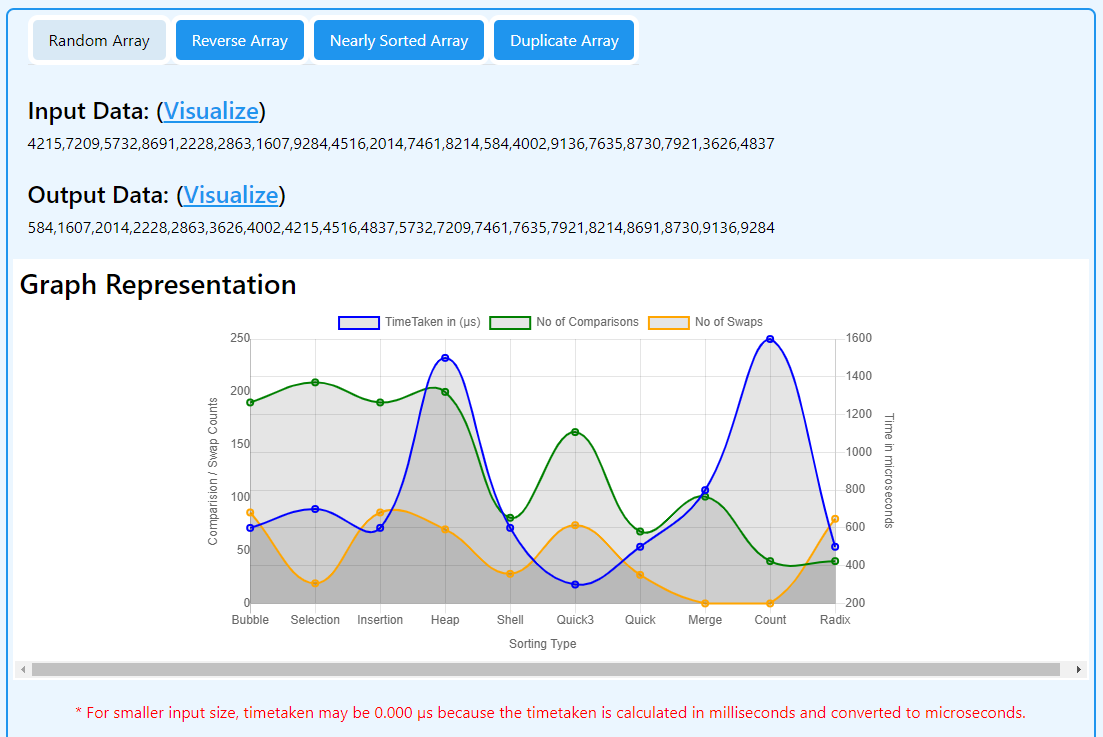 Random Array Reverse Array Nearly Sorted Array Duplicate Array
Input Data: (Visualize)
4215,7209,5732,8691,2228,2863,1607,9284,4516,2014,7461,8214,584,4002,9136,7635,8730,7921,3626,4837
Output Data: (Visualize)
584,1607,2014,2228,2863,3626,4002,4215,4516,4837,5732,7209,7461,7635,7921,8214,8691,8730,9136,9284
Graph Representation
TimeTaken in (µs) No of Comparisons No of Swaps
Comparision / Swap Counts
250
200
150
100
50
0
1600
1400
1200
1000
800
600
400
200
Time in microseconds
Bubble Selection Insertion Heap Shell Quick3 Quick Merge Count Radix
Sorting Type
* For smaller input size, timetaken may be 0.000 µs because the timetaken is calculated in milliseconds and converted to microseconds.